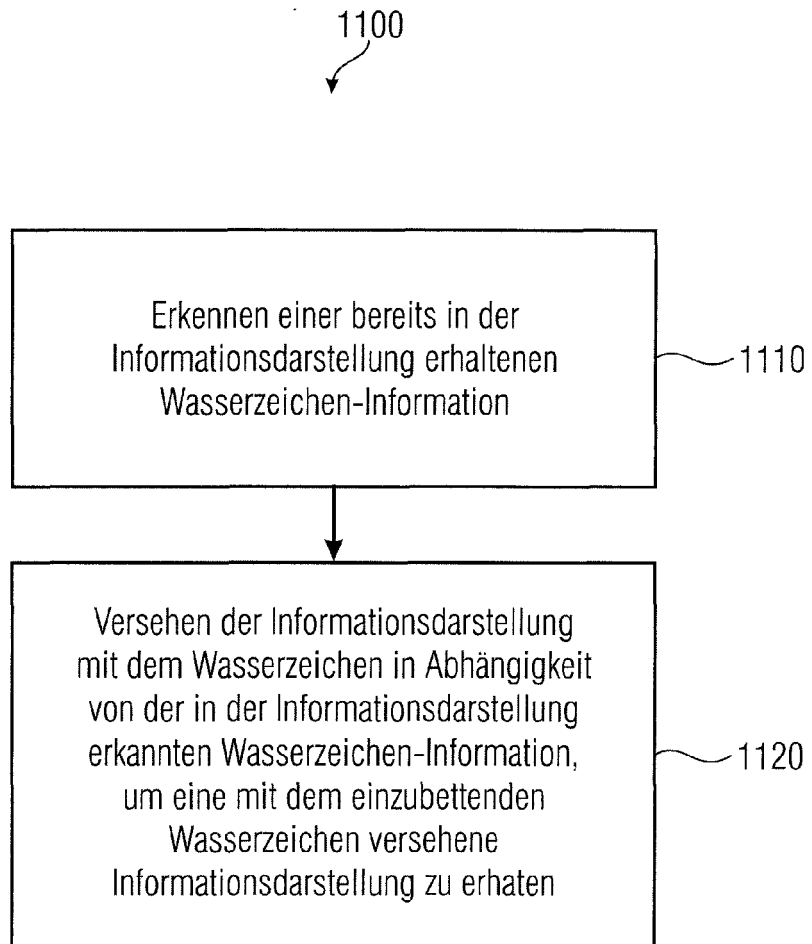 1100
Erkennen einer bereits in der
Informationsdarstellung erhaltenen
Wasserzeichen-Information
1110
Versehen der Informationsdarstellung
mit dem Wasserzeichen in Abhängigkeit
von der in der Informationsdarstellung
erkannten Wasserzeichen-Information,
um eine mit dem einzubettenden
Wasserzeichen versehene
Informationsdarstellung zu erhaten
1120